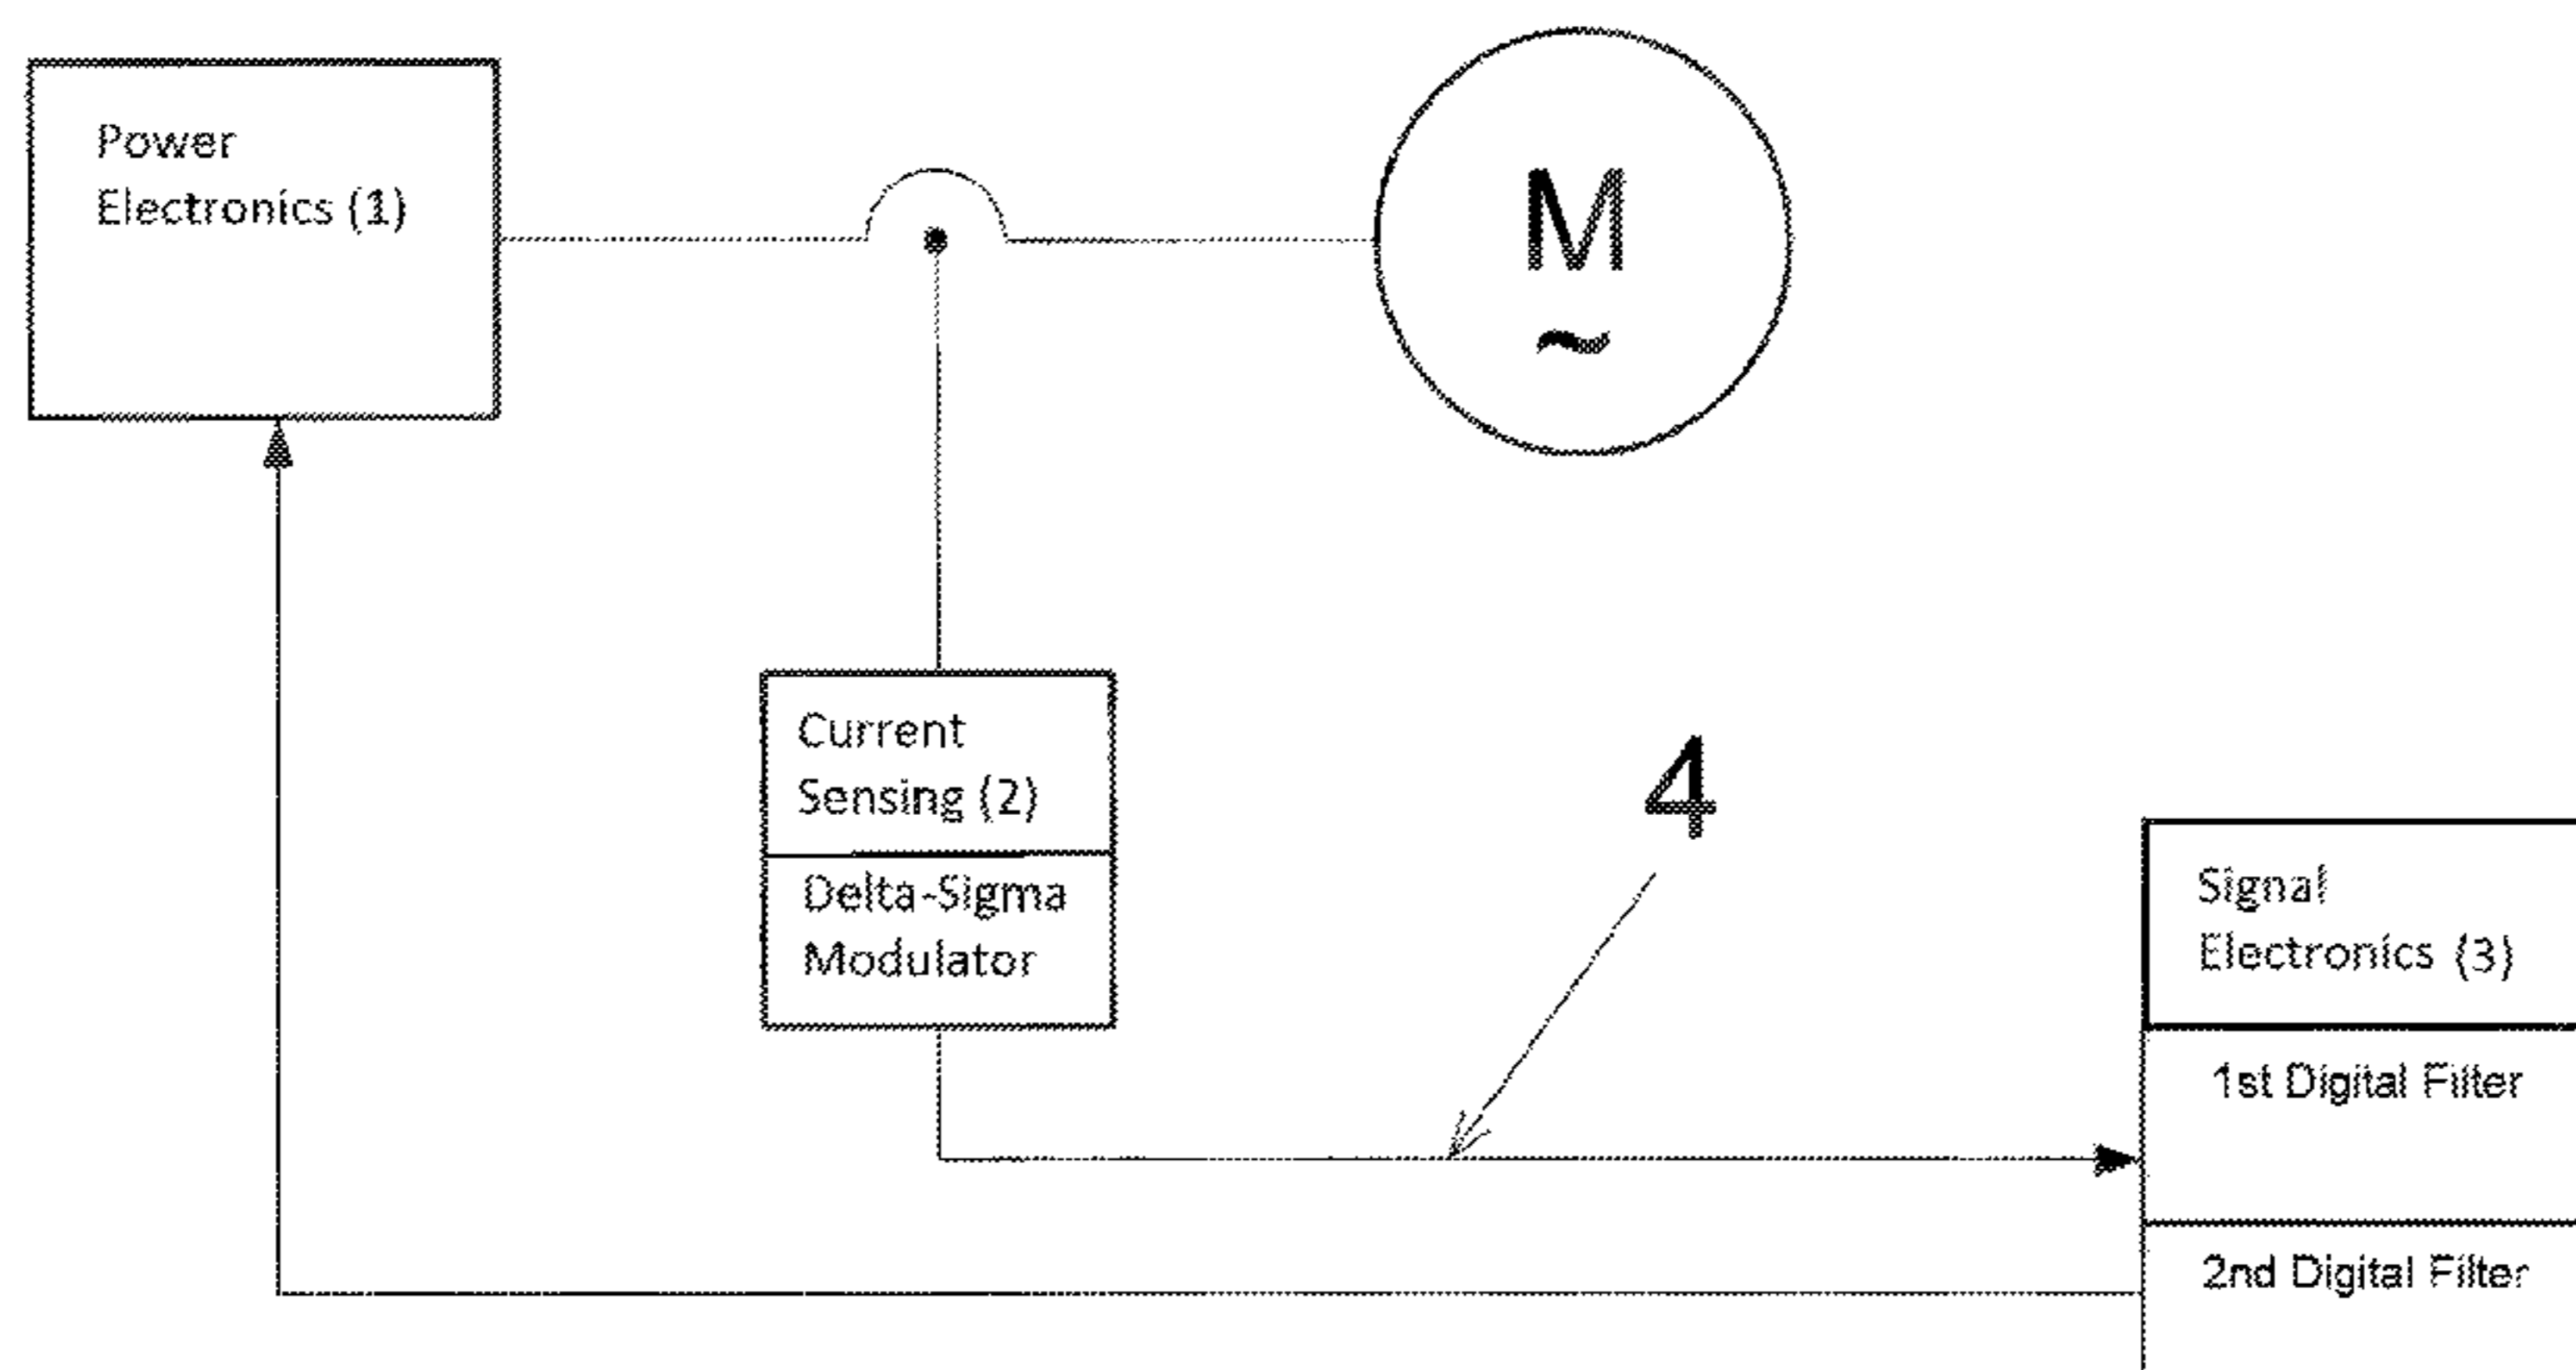 Power
Electronics (1)
M
~
Current
Sensing (2)
Delta-Sigma
Modulator
4
Signal
Electronics (3)
1st Digital Filter
2nd Digital Filter